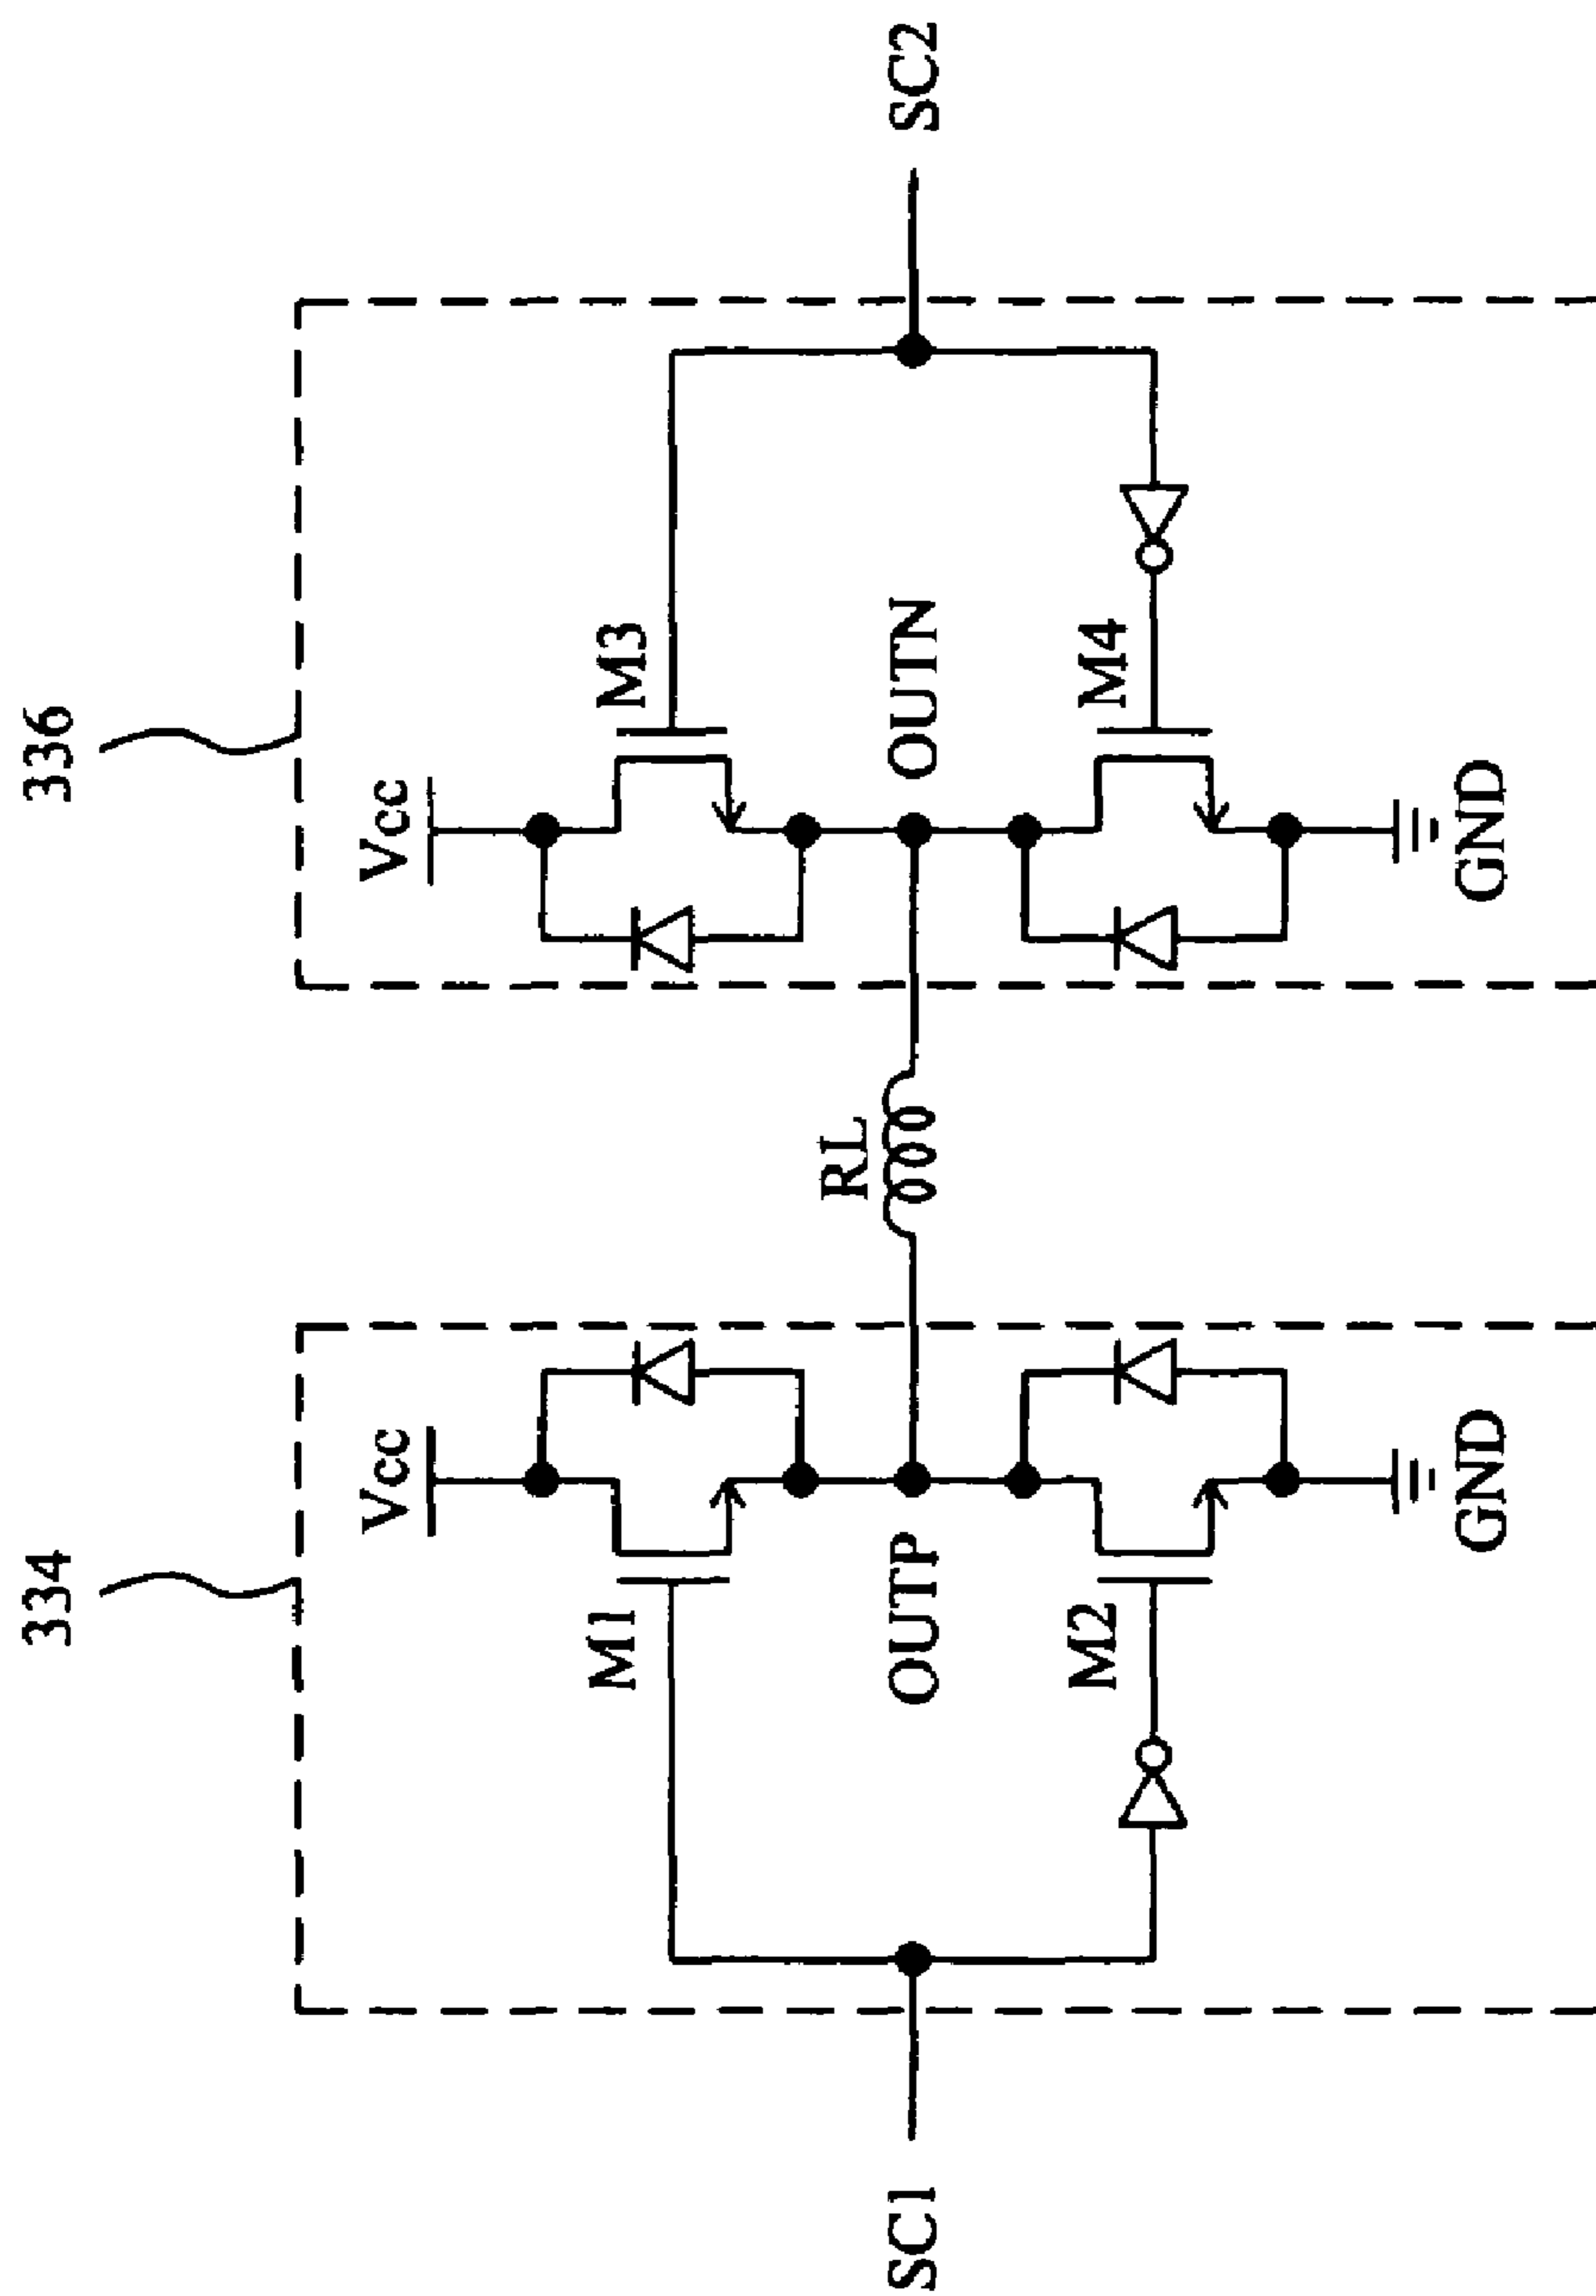 334
336
Vcc
Vcc
M1
M3
RL
SC1
OUTP
OUTN
SC2
M2
M4
GND
GND